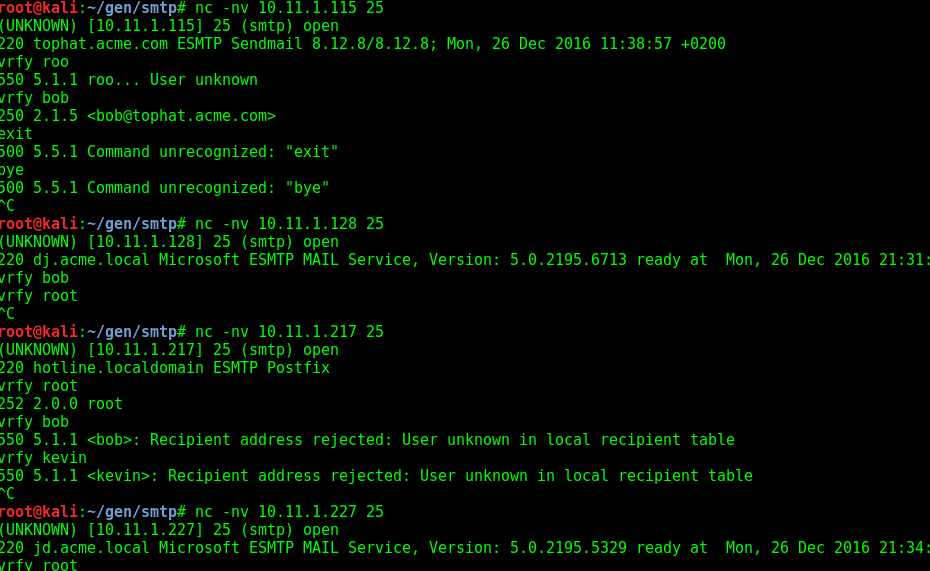 root@kali:~/gen/smtp# nc -nv 10.11.1.115 25
(UNKNOWN) [10.11.1.115] 25 (smtp) open
220 tophat.acme.com ESMTP Sendmail 8.12.8/8.12.8; Mon, 26 Dec 2016 11:38:57 +0200
vrfy roo
550 5.1.1 roo... User unknown
vrfy bob
250 2.1.5 <bob@tophat.acme.com>
exit
500 5.5.1 Command unrecognized: "exit"
bye
500 5.5.1 Command unrecognized: "bye"
^C
root@kali:~/gen/smtp# nc -nv 10.11.1.128 25
(UNKNOWN) [10.11.1.128] 25 (smtp) open
220 dj.acme.local Microsoft ESMTP MAIL Service, Version: 5.0.2195.6713 ready at  Mon, 26 Dec 2016 21:31:
vrfy bob
vrfy root
^C
root@kali:~/gen/smtp# nc -nv 10.11.1.217 25
(UNKNOWN) [10.11.1.217] 25 (smtp) open
220 hotline.localdomain ESMTP Postfix
vrfy root
252 2.0.0 root
vrfy bob
550 5.1.1 <bob>: Recipient address rejected: User unknown in local recipient table
vrfy kevin
550 5.1.1 <kevin>: Recipient address rejected: User unknown in local recipient table
^C
root@kali:~/gen/smtp# nc -nv 10.11.1.227 25
(UNKNOWN) [10.11.1.227] 25 (smtp) open
220 jd.acme.local Microsoft ESMTP MAIL Service, Version: 5.0.2195.5329 ready at  Mon, 26 Dec 2016 21:34:
vrfy root